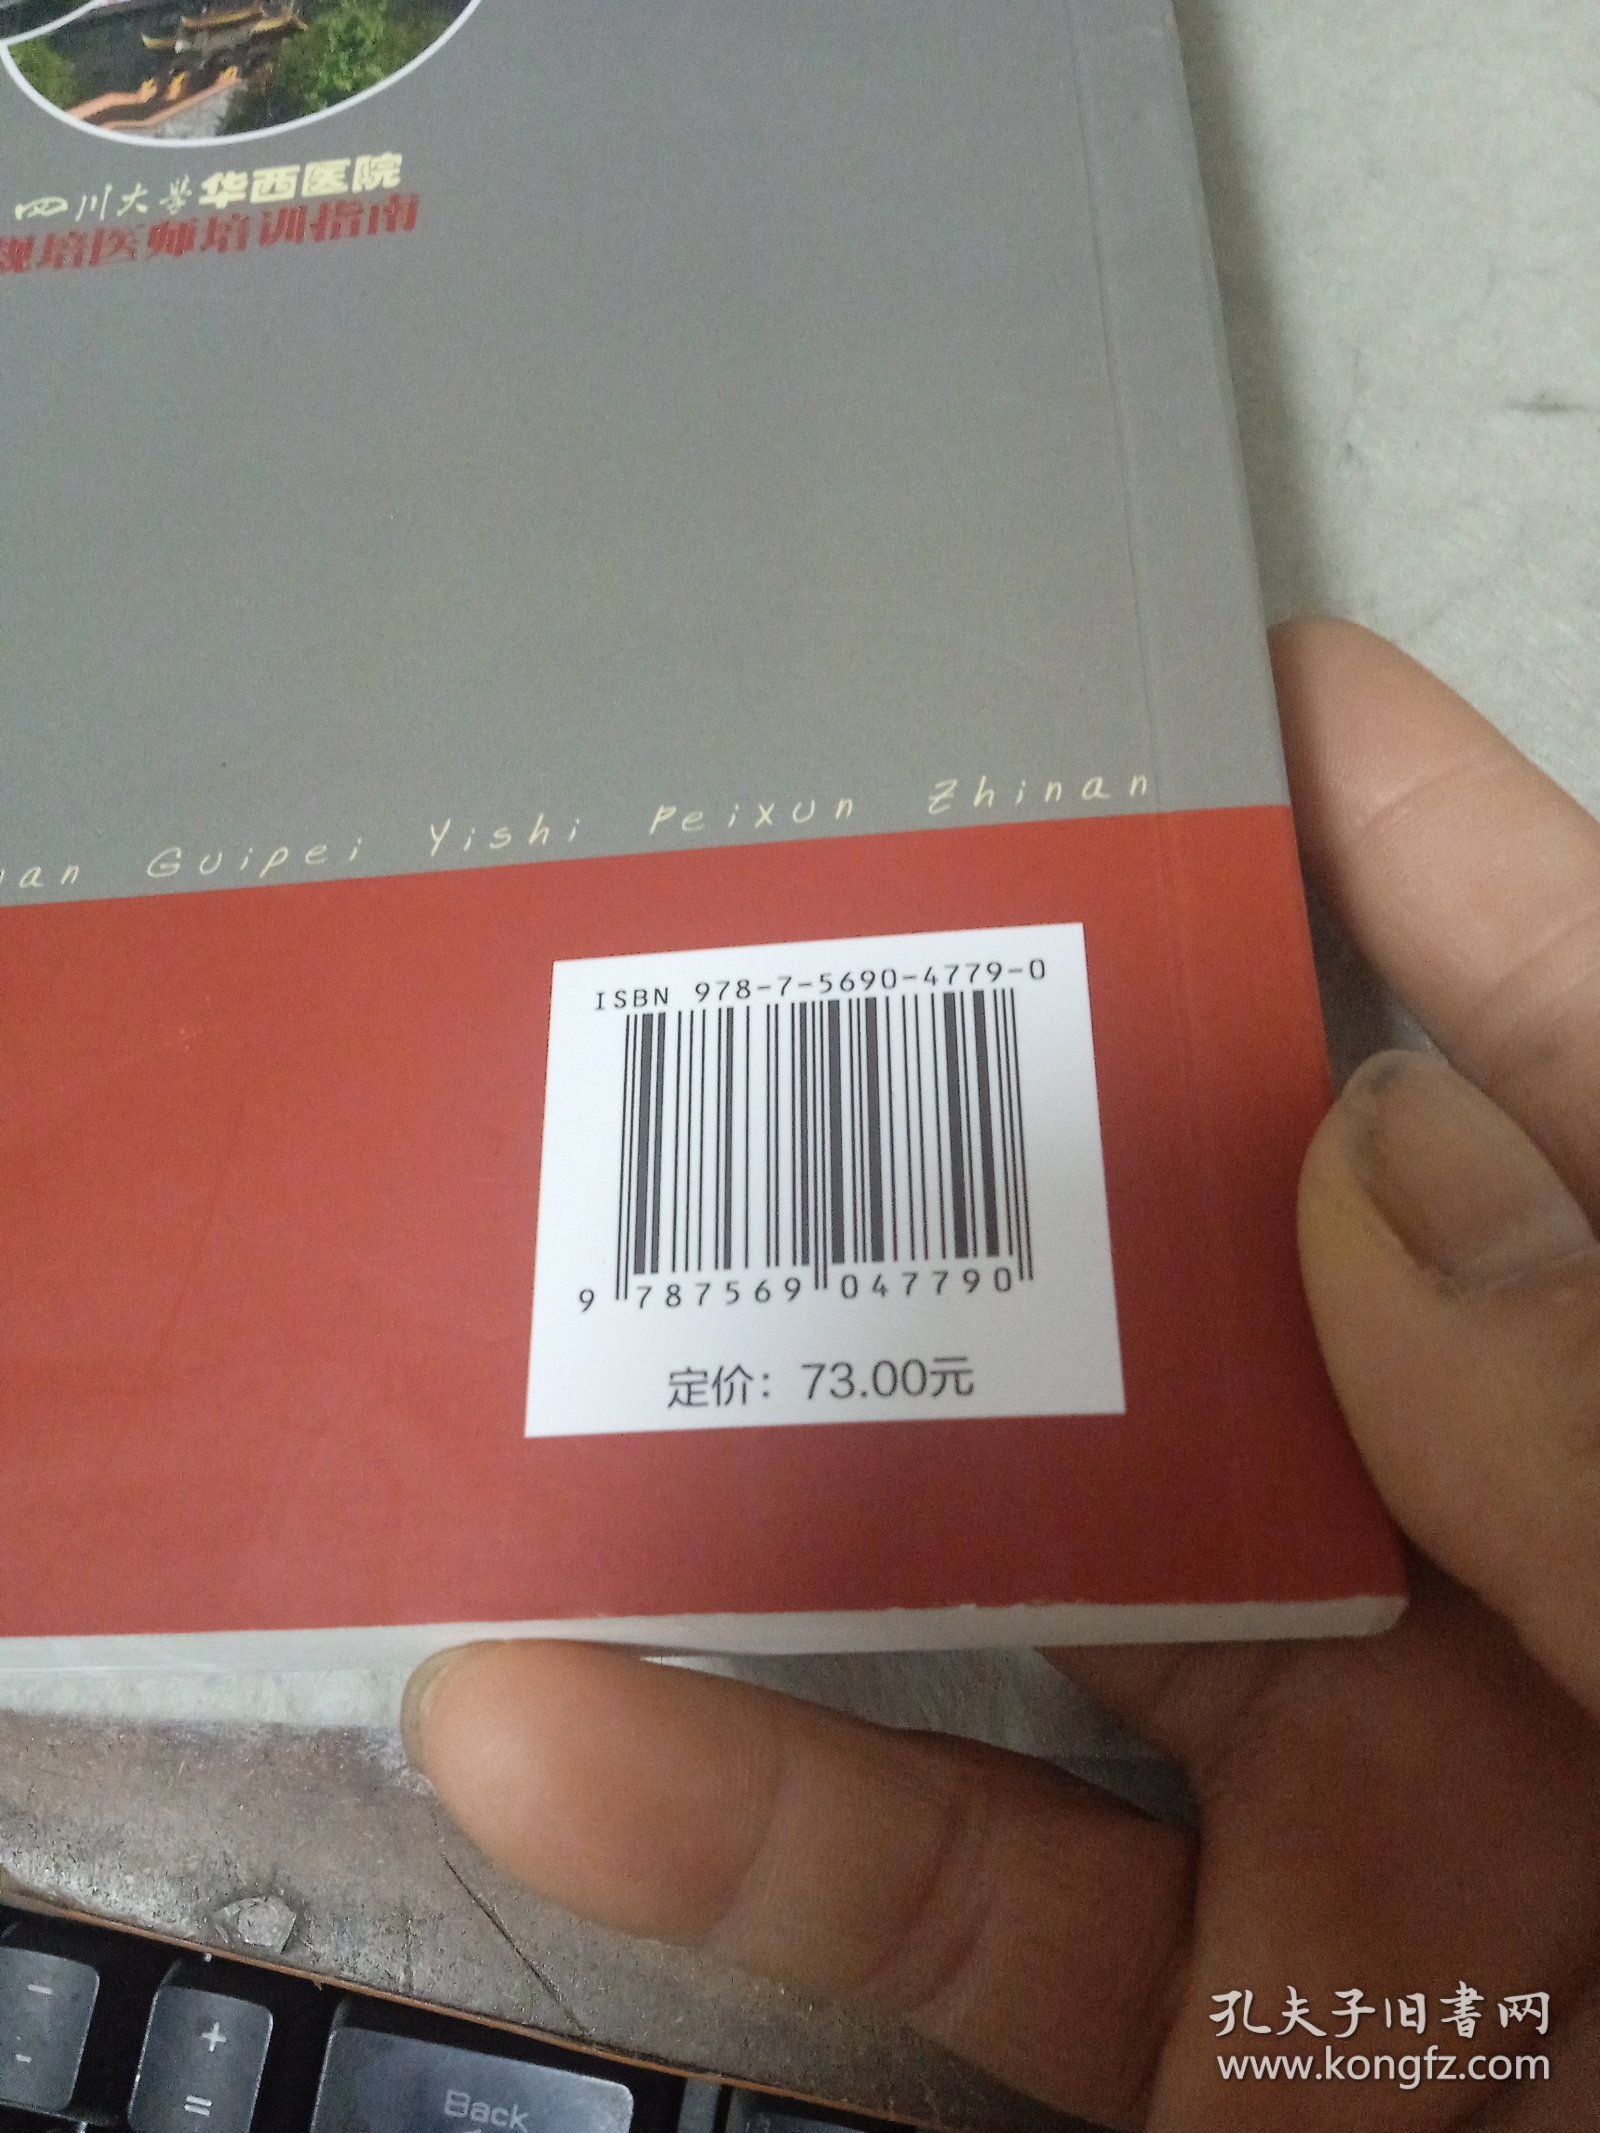 四川大学华西医院
规培医师培训指南
Guipei Yishi Peixun Zhinan
ISBN 978-7-5690-4779-0
9 787569 047790
定价：73.00元
+
=
Back
孔夫子旧書网
www.kongfz.com